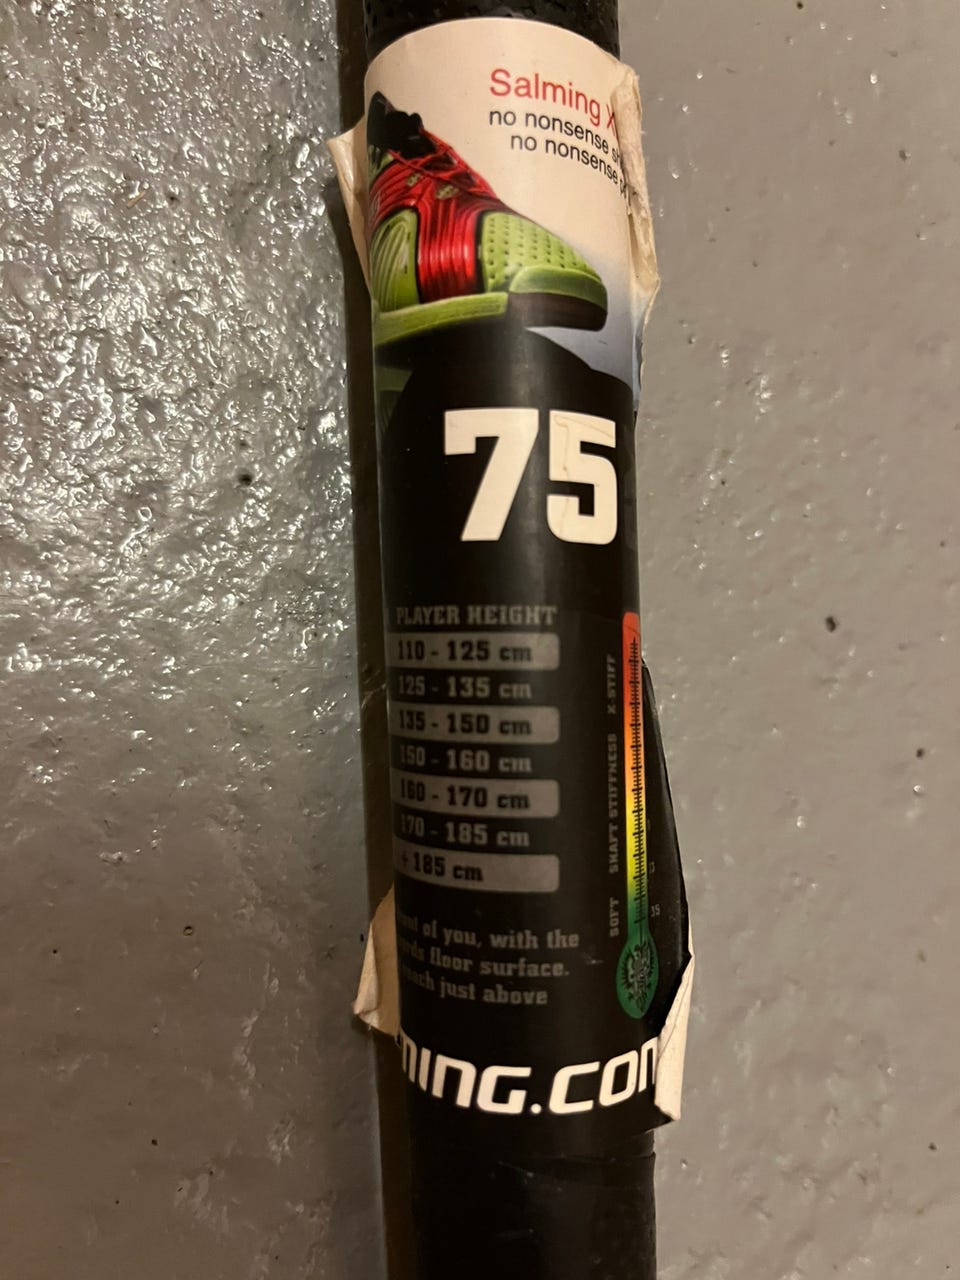 Salming X
no nonsense
no nonsense
75
PLAYER HEIGHT
110 - 125 cm
125 - 135 cm
135 - 150 cm
150 - 160 cm
160 - 170 cm
170 - 185 cm
+185 cm
SOFT SHAFT STIFFNESS X-STIFF
35
of you, with the
floor surface.
just above
MING.COM